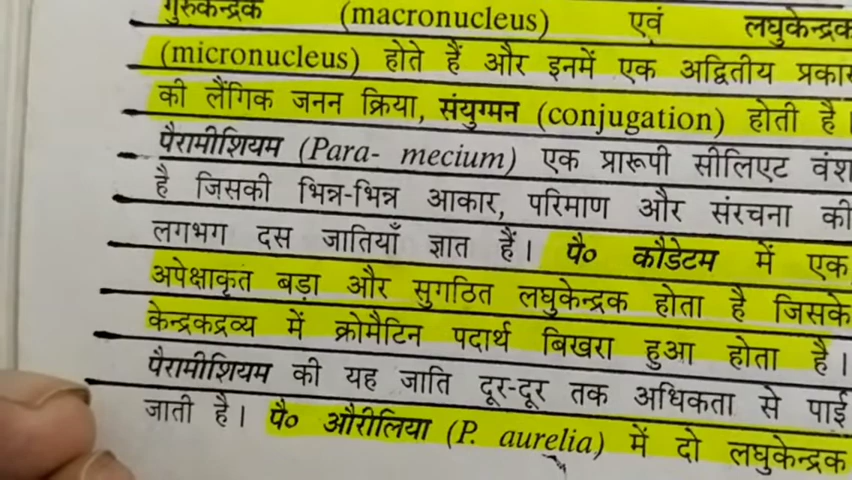 गुरुकेन्द्रक (macronucleus) एवं लघुकेन्द्रक
(micronucleus) होते हैं और इनमें एक अद्वितीय प्रकार
की लैंगिक जनन क्रिया, संयुग्मन (conjugation) होती है।
पैरामीशियम (Para- mecium) एक प्रारूपी सीलिएट वंश
है जिसकी भिन्न-भिन्न आकार, परिमाण और संरचना की
लगभग दस जातियाँ ज्ञात हैं। पै० कौडेटम में एक
अपेक्षाकृत बड़ा और सुगठित लघुकेन्द्रक होता है जिसके
केन्द्रकद्रव्य में क्रोमैटिन पदार्थ बिखरा हुआ होता है।
पैरामीशियम की यह जाति दूर-दूर तक अधिकता से पाई
जाती है। पै० औरीलिया (P. aurelia) में दो लघुकेन्द्रक